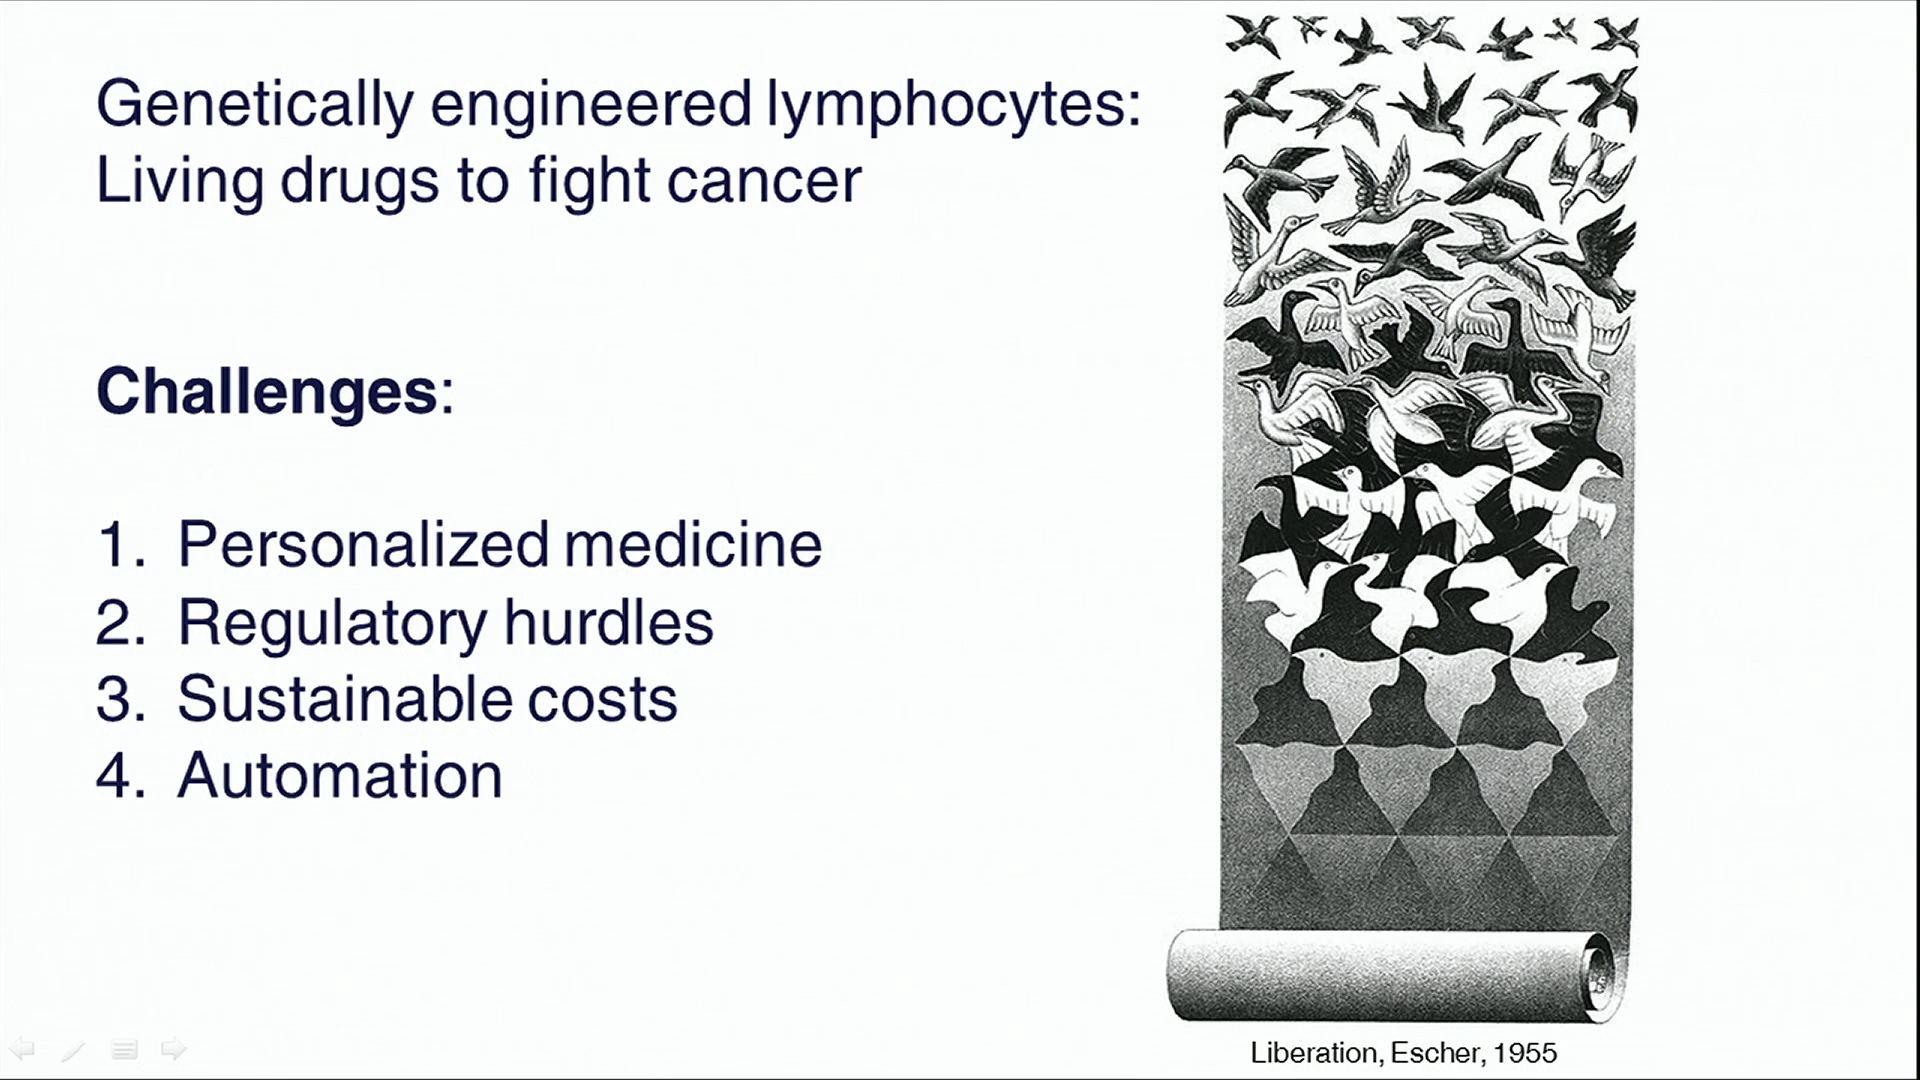 Genetically engineered lymphocytes:
Living drugs to fight cancer
Challenges:
1. Personalized medicine
2. Regulatory hurdles
3. Sustainable costs
4. Automation
Liberation, Escher, 1955